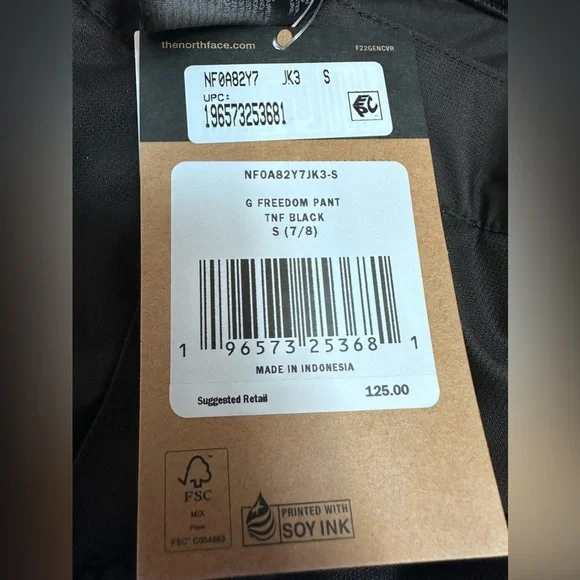 thenorthface.com F22GENCVR
NF0A82Y7 JK3 S
UPC:
196573253681
NF0A82Y7JK3-S
G FREEDOM PANT
TNF BLACK
S (7/8)
1 96573 25368 1
MADE IN INDONESIA
Suggested Retail 125.00
FSC
MIX
Paper
PRINTED WITH
SOY INK